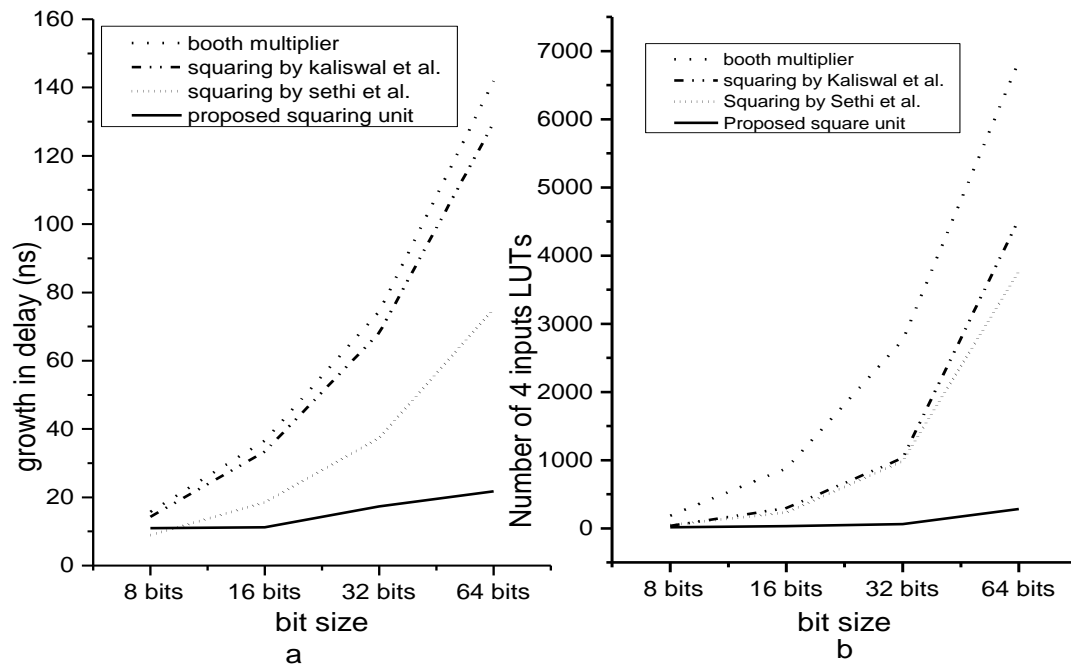 160
140
120
100
80
60
40
20
0
growth in delay (ns)
booth multiplier
squaring by kaliswal et al.
squaring by sethi et al.
proposed squaring unit
8 bits 16 bits 32 bits 64 bits
bit size
a
7000
6000
5000
4000
3000
2000
1000
0
Number of 4 inputs LUTs
booth multiplier
squaring by Kaliswal et al.
Squaring by Sethi et al.
Proposed square unit
8 bits 16 bits 32 bits 64 bits
bit size
b